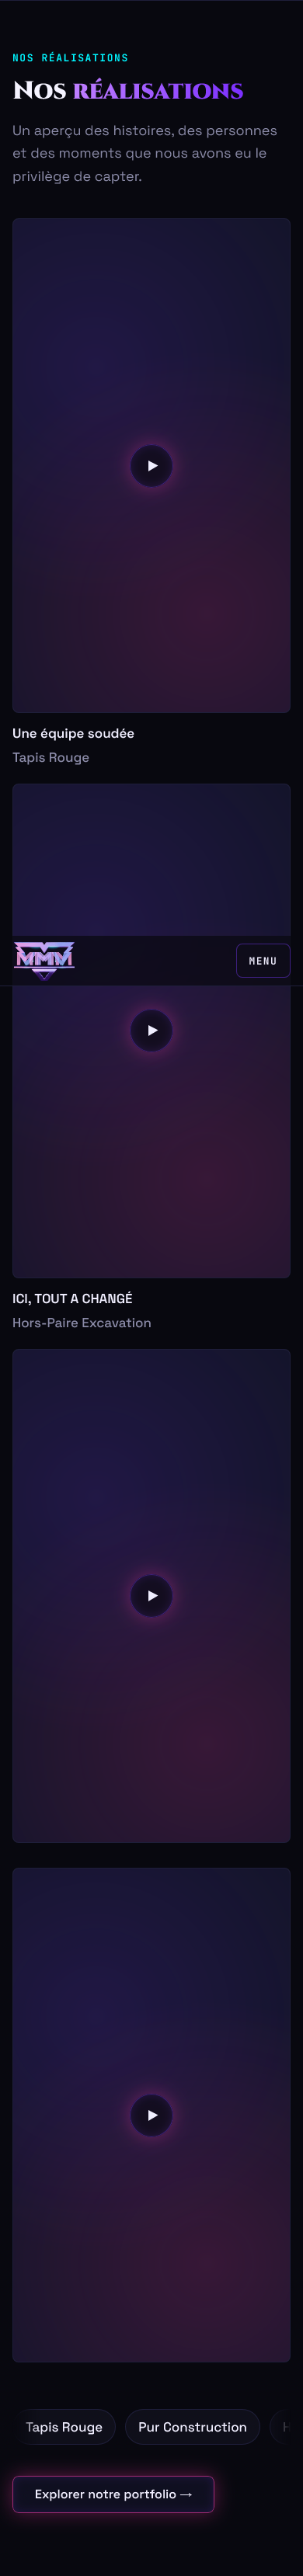 NOS RÉALISATIONS
Nos réalisations
Un aperçu des histoires, des personnes
et des moments que nous avons eu le
privilège de capter.
Une équipe soudée
Tapis Rouge
MMM
MENU
ICI, TOUT A CHANGÉ
Hors-Paire Excavation
Tapis Rouge
Pur Construction
Explorer notre portfolio →